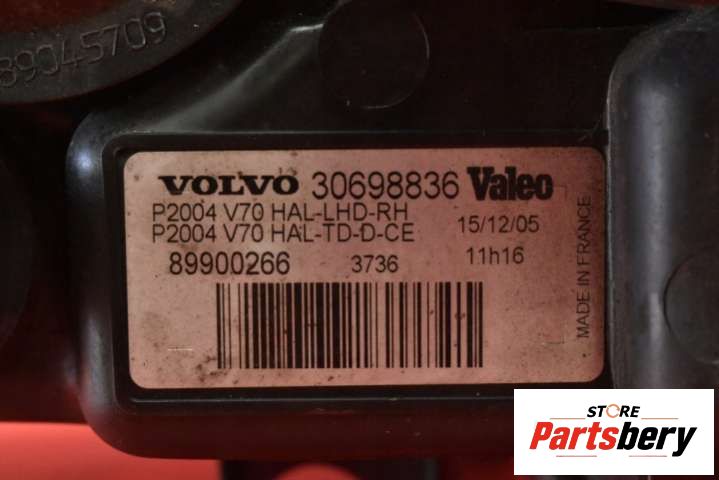 89045709
VOLVO 30698836 Valeo
P2004 V70 HAL-LHD-RH
P2004 V70 HAL-TD-D-CE 15/12/05
89900266 3736 11h16
MADE IN FRANCE
STORE
Partsbery